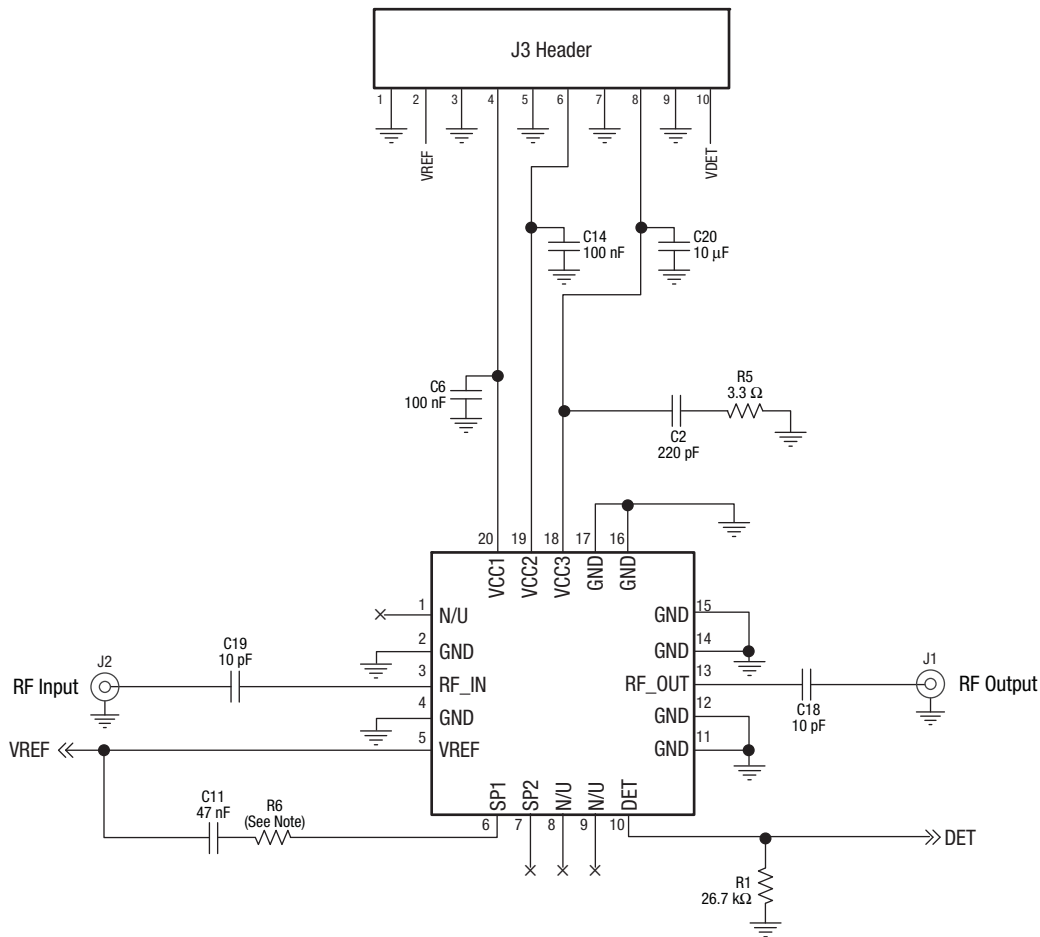 J3 Header
1 2 3 4 5 6 7 8 9 10
VREF
VDET
C14
100 nF
C20
10 μF
C6
100 nF
R5
3.3 Ω
C2
220 pF
20 19 18 17 16
VCC1 VCC2 VCC3 GND GND
1 N/U
2 GND
3 RF_IN
4 GND
5 VREF
GND 15
GND 14
RF_OUT 13
GND 12
GND 11
J2
RF Input
C19
10 pF
J1
RF Output
C18
10 pF
VREF
C11
47 nF
R6
(See Note)
SP1 SP2 N/U N/U DET
6 7 8 9 10
DET
R1
26.7 kΩ